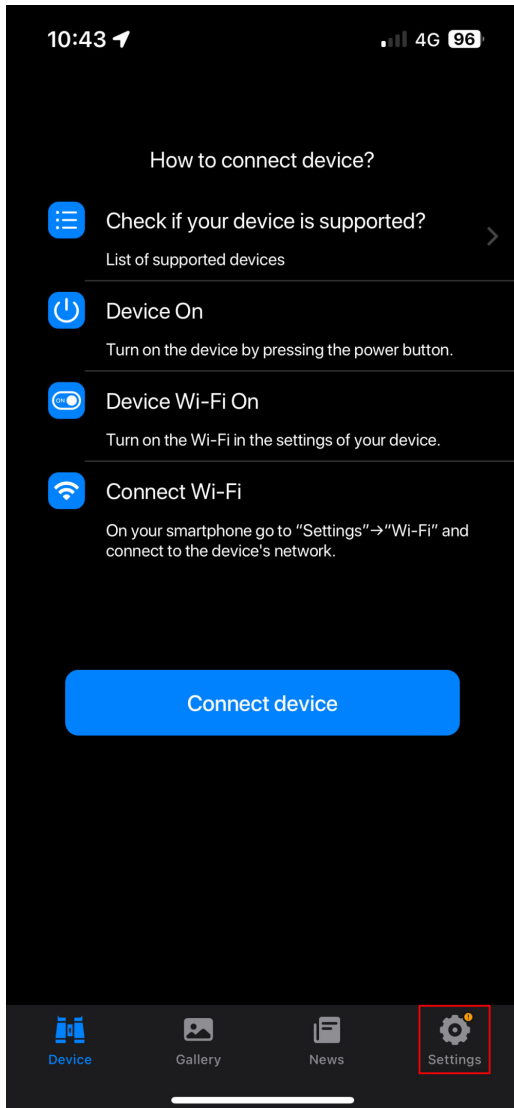 10:43
4G 96
How to connect device?
Check if your device is supported?
List of supported devices
Device On
Turn on the device by pressing the power button.
ON
Device Wi-Fi On
Turn on the Wi-Fi in the settings of your device.
Connect Wi-Fi
On your smartphone go to “Settings”→“Wi-Fi” and
connect to the device's network.
Connect device
Device
Gallery
News
Settings